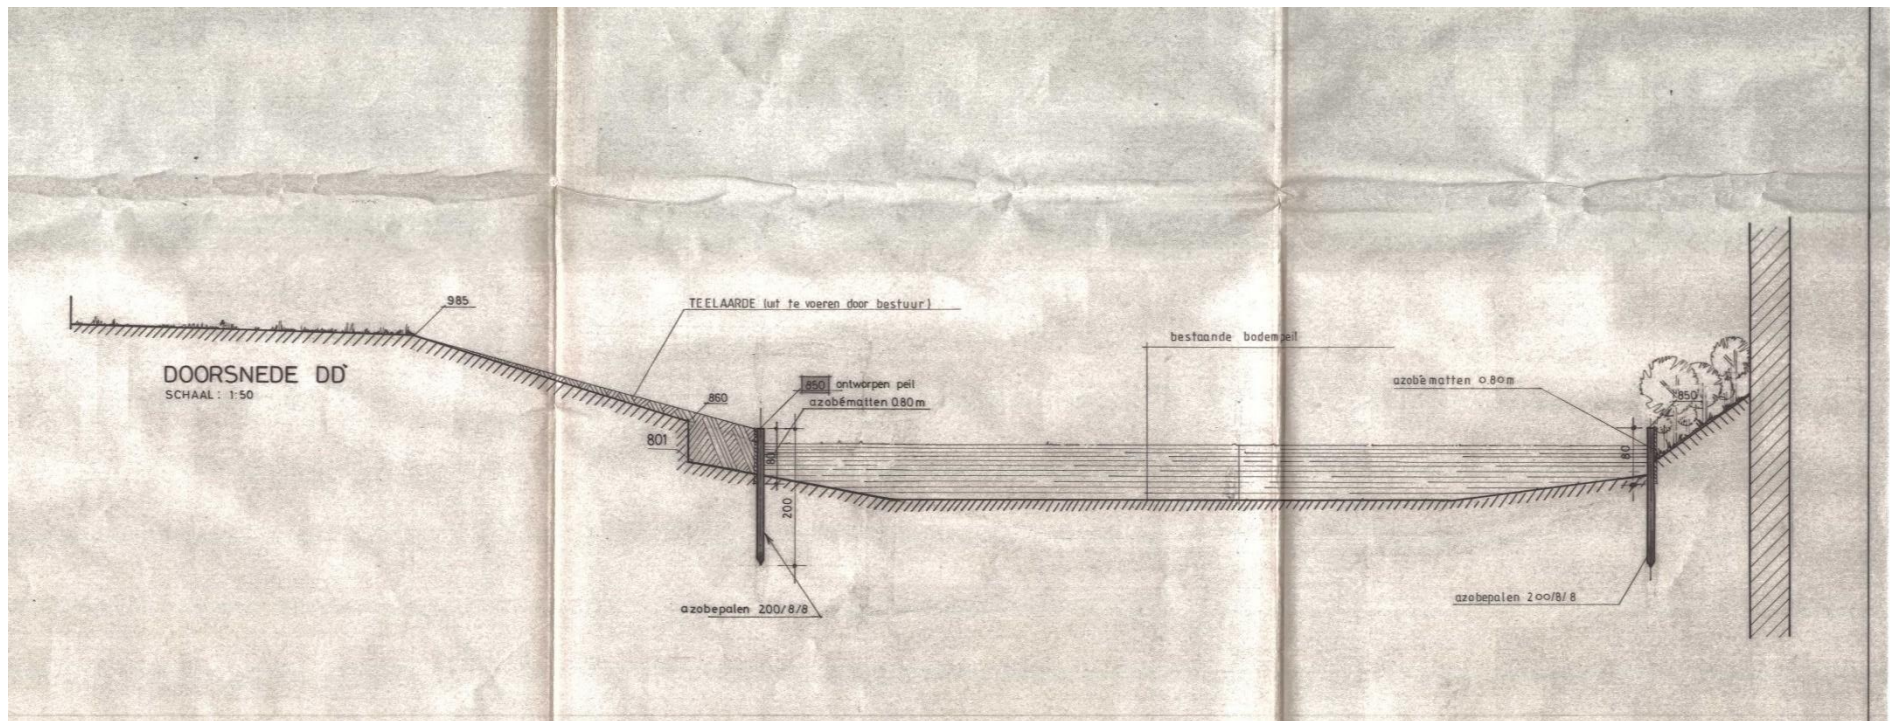 985
TEELAARDE (uit te voeren door bestuur)
DOORSNEDE DD'
SCHAAL: 1:50
bestaande bodempeil
850 ontworpen peil
860
azobématten 0.80m
azobématten 0.80m
850
801
80
80
200
azobepalen 200/8/8
azobepalen 200/8/8